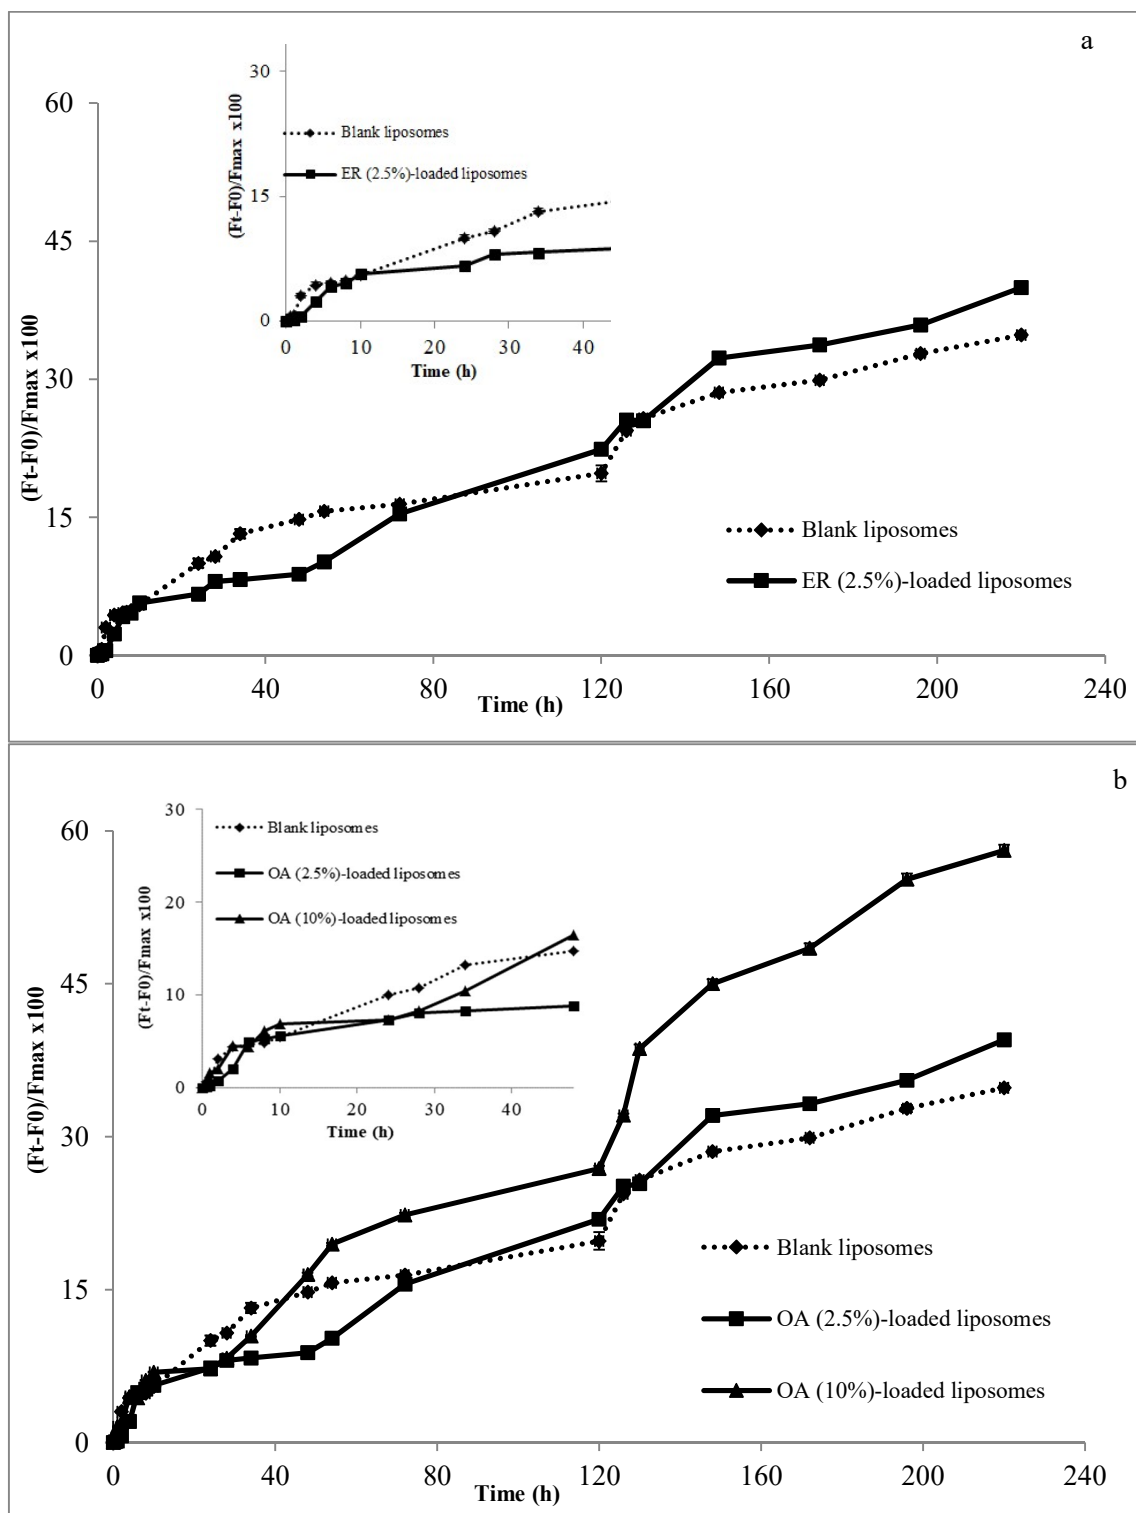 a
60
45
30
15
0
(Ft-F0)/Fmax x100
0 40 80 120 160 200 240
Time (h)
30
15
0
(Ft-F0)/Fmax x100
Blank liposomes
ER (2.5%)-loaded liposomes
0 10 20 30 40
Time (h)
Blank liposomes
ER (2.5%)-loaded liposomes
b
60
45
30
15
0
(Ft-F0)/Fmax x100
0 40 80 120 160 200 240
Time (h)
30
20
10
0
(Ft-F0)/Fmax x100
Blank liposomes
OA (2.5%)-loaded liposomes
OA (10%)-loaded liposomes
0 10 20 30 40
Time (h)
Blank liposomes
OA (2.5%)-loaded liposomes
OA (10%)-loaded liposomes